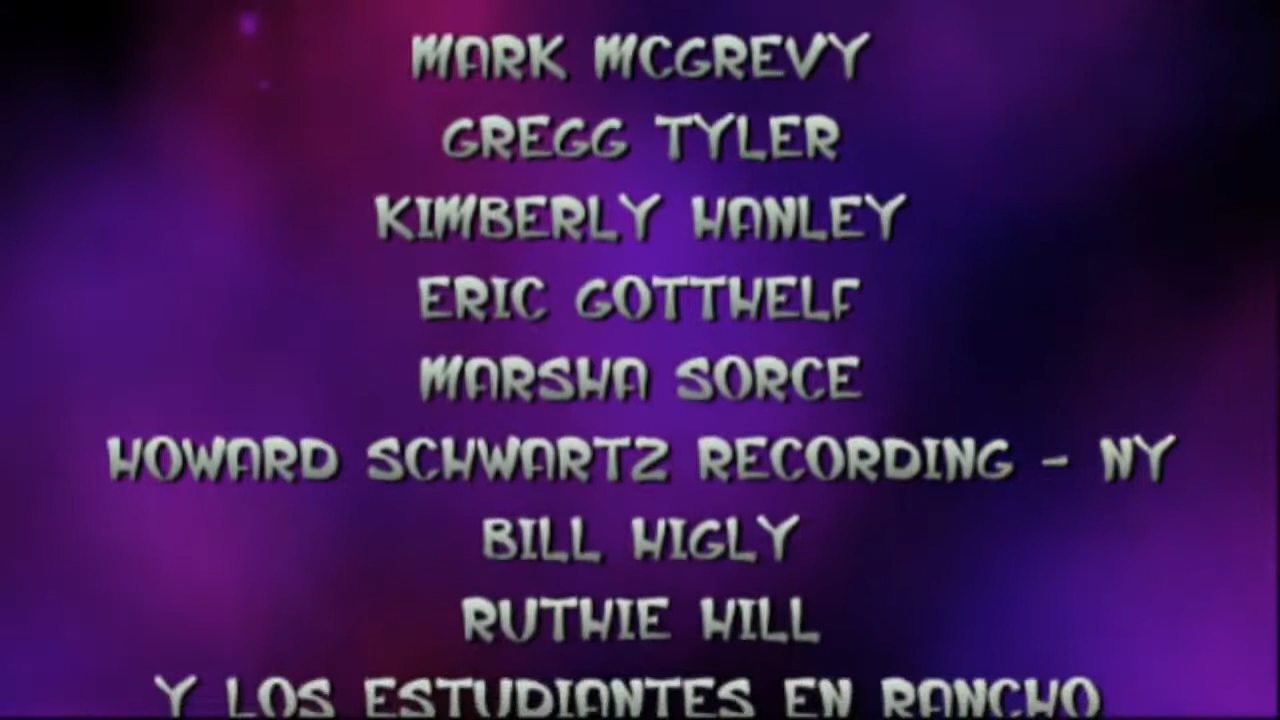 MARK MCGREVY
GREGG TYLER
KIMBERLY HANLEY
ERIC GOTTHELF
MARSHA SORCE
HOWARD SCHWARTZ RECORDING - NY
BILL HIGLY
RUTHIE HILL
Y LOS ESTUDIANTES EN RANCHO